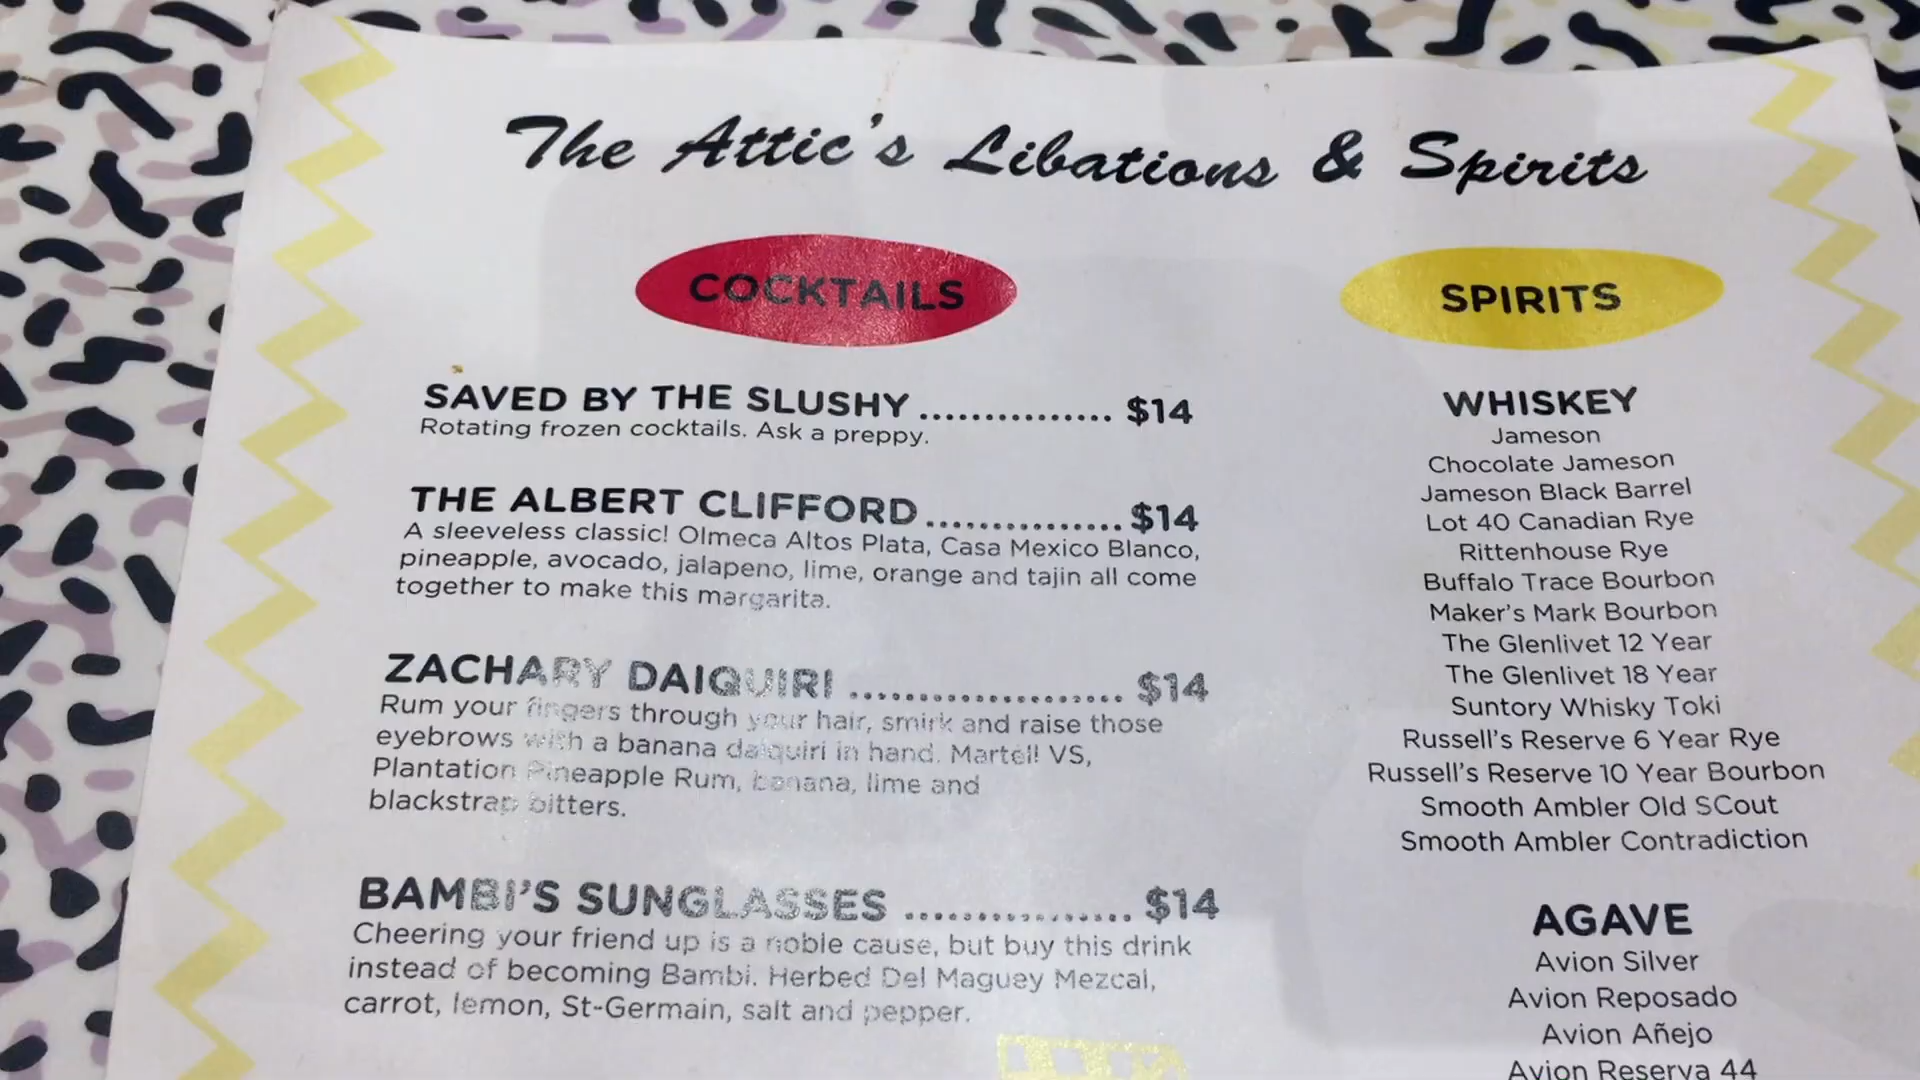 The Attic's Libations & Spirits
COCKTAILS
SAVED BY THE SLUSHY ............... $14
Rotating frozen cocktails. Ask a preppy.
THE ALBERT CLIFFORD ............... $14
A sleeveless classic! Olmeca Altos Plata, Casa Mexico Blanco,
pineapple, avocado, jalapeno, lime, orange and tajin all come
together to make this margarita.
ZACHARY DAIQUIRI .................... $14
Rum your fingers through your hair, smirk and raise those
eyebrows with a banana daiquiri in hand. Martell VS,
Plantation Pineapple Rum, banana, lime and
blackstrap bitters.
BAMBI'S SUNGLASSES ................ $14
Cheering your friend up is a noble cause, but buy this drink
instead of becoming Bambi. Herbed Del Maguey Mezcal,
carrot, lemon, St-Germain, salt and pepper.
SPIRITS
WHISKEY
Jameson
Chocolate Jameson
Jameson Black Barrel
Lot 40 Canadian Rye
Rittenhouse Rye
Buffalo Trace Bourbon
Maker's Mark Bourbon
The Glenlivet 12 Year
The Glenlivet 18 Year
Suntory Whisky Toki
Russell's Reserve 6 Year Rye
Russell's Reserve 10 Year Bourbon
Smooth Ambler Old SCout
Smooth Ambler Contradiction
AGAVE
Avion Silver
Avion Reposado
Avion Añejo
Avion Reserva 44